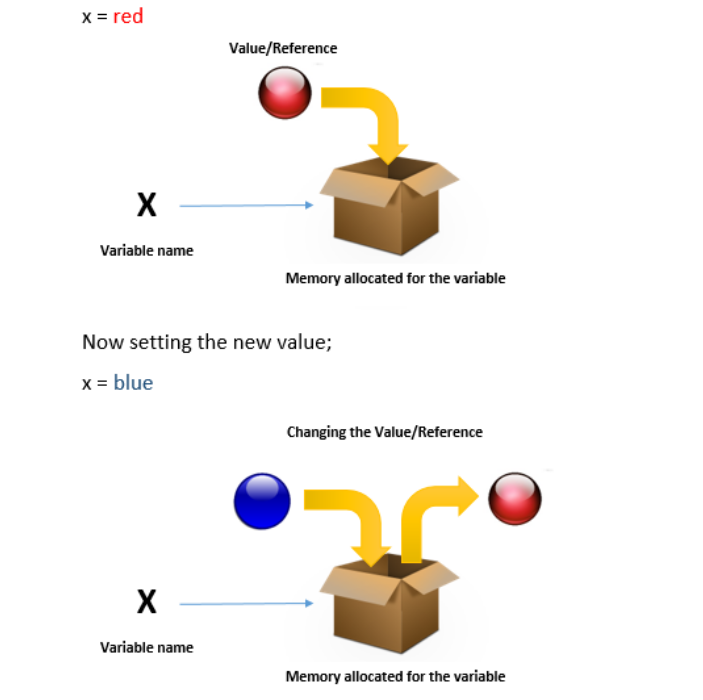 x = red
Value/Reference
X
Variable name
Memory allocated for the variable
Now setting the new value;
x = blue
Changing the Value/Reference
X
Variable name
Memory allocated for the variable